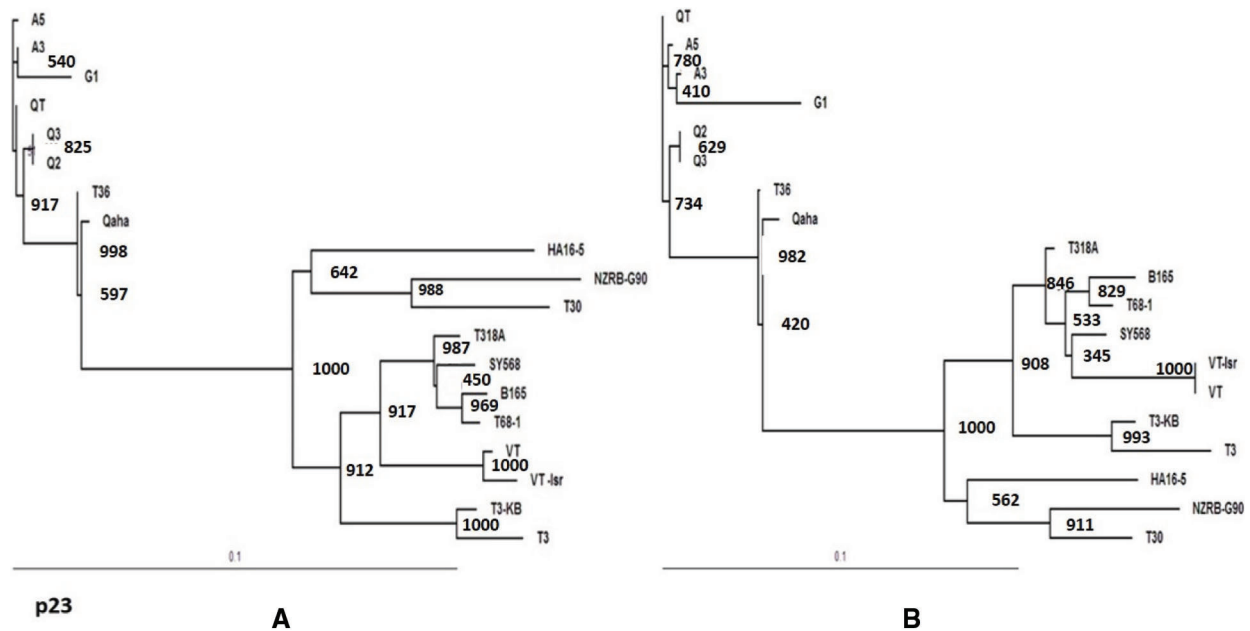 A5
A3
540
G1
QT
Q3
825
Q2
917
T36
Qaha
998
597
HA16-5
642
NZRB-G90
988
T30
T318A
987
SY568
1000
450
B165
917
969
T68-1
VT
912
1000
VT-Isr
T3-KB
1000
T3
0.1
p23
A
QT
A5
780
A3
410
G1
Q2
629
Q3
734
T36
Qaha
982
420
T318A
846
B165
829
T68-1
533
SY568
345
908
1000
VT-Isr
VT
1000
T3-KB
993
T3
HA16-5
562
NZRB-G90
911
T30
0.1
B